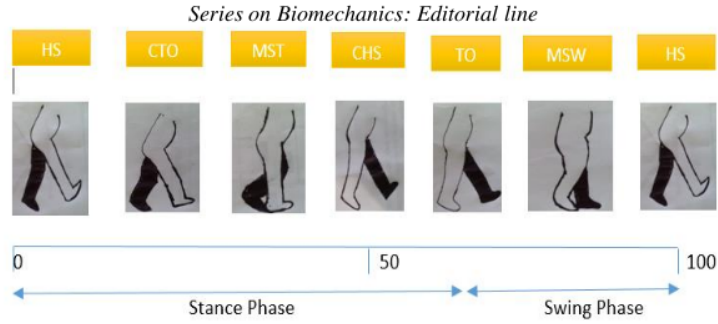 Series on Biomechanics: Editorial line
HS CTO MST CHS TO MSW HS
0 50 100
Stance Phase Swing Phase